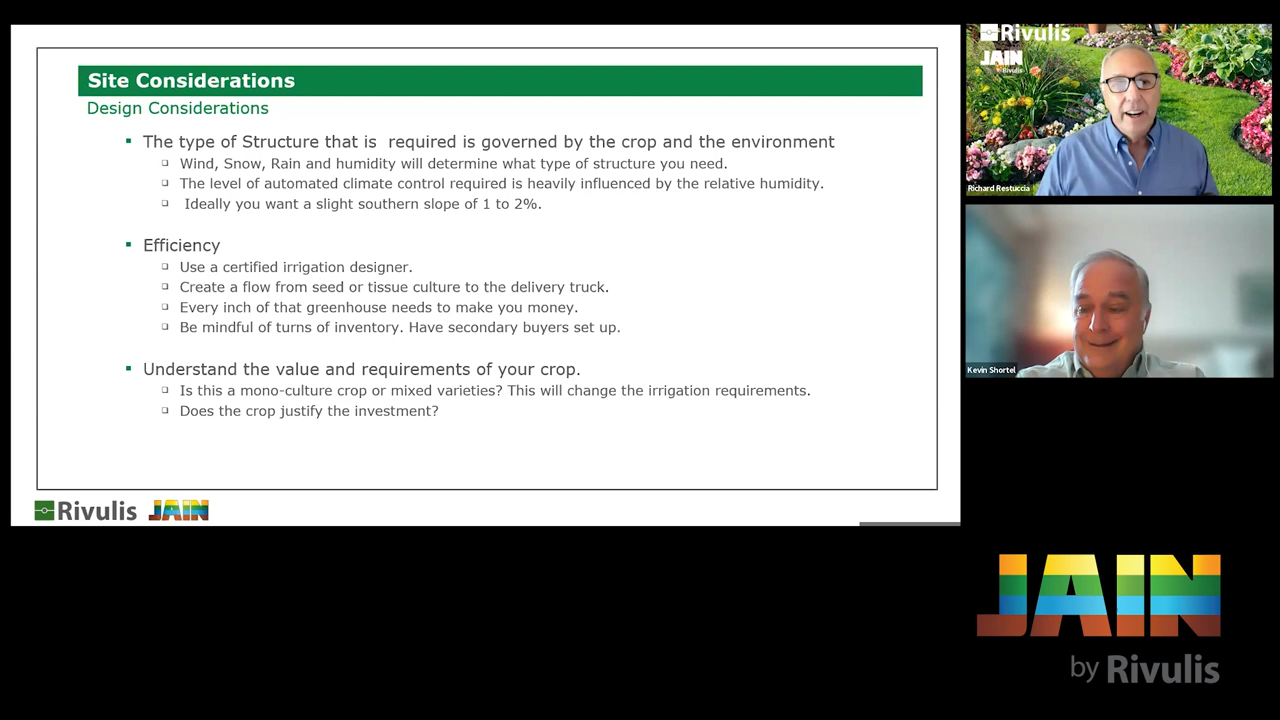 Site Considerations
Design Considerations
The type of Structure that is  required is governed by the crop and the environment
Wind, Snow, Rain and humidity will determine what type of structure you need.
The level of automated climate control required is heavily influenced by the relative humidity.
Ideally you want a slight southern slope of 1 to 2%.
Efficiency
Use a certified irrigation designer.
Create a flow from seed or tissue culture to the delivery truck.
Every inch of that greenhouse needs to make you money.
Be mindful of turns of inventory. Have secondary buyers set up.
Understand the value and requirements of your crop.
Is this a mono-culture crop or mixed varieties? This will change the irrigation requirements.
Does the crop justify the investment?
Rivulis JAIN
Rivulis
JAIN
by Rivulis
Richard Restuccia
Kevin Shortel
JAIN
by Rivulis